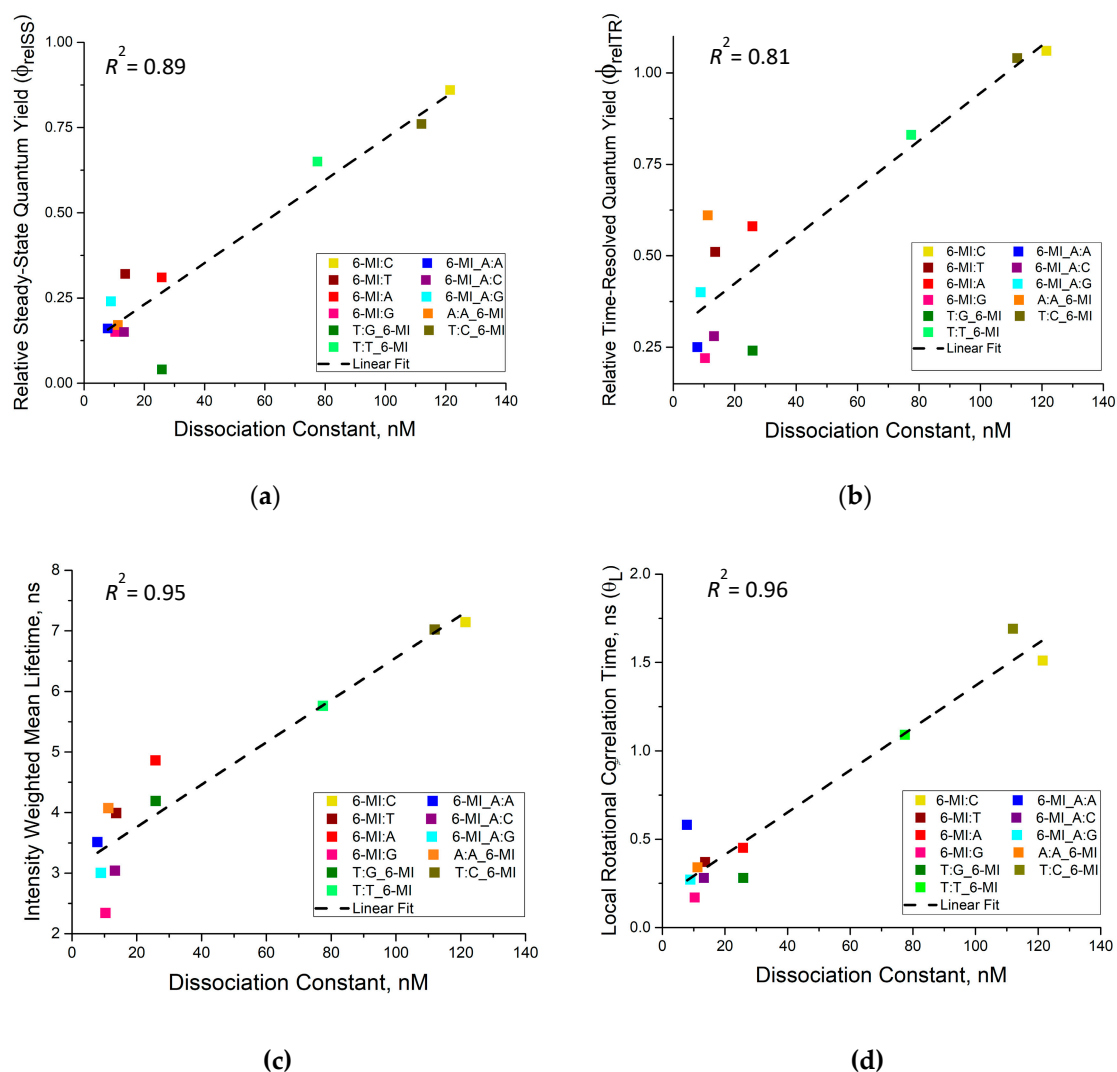 R² = 0.89
Relative Steady-State Quantum Yield (ϕrelSS)
1.00
0.75
0.50
0.25
0.00
6-MI:C 6-MI_A:A
6-MI:T 6-MI_A:C
6-MI:A 6-MI_A:G
6-MI:G A:A_6-MI
T:G_6-MI T:C_6-MI
T:T_6-MI
Linear Fit
0 20 40 60 80 100 120 140
Dissociation Constant, nM
(a)
R² = 0.81
Relative Time-Resolved Quantum Yield (ϕrelTR)
1.00
0.75
0.50
0.25
6-MI:C 6-MI_A:A
6-MI:T 6-MI_A:C
6-MI:A 6-MI_A:G
6-MI:G A:A_6-MI
T:G_6-MI T:C_6-MI
T:T_6-MI
Linear Fit
0 20 40 60 80 100 120 140
Dissociation Constant, nM
(b)
R² = 0.95
Intensity Weighted Mean Lifetime, ns
8
7
6
5
4
3
2
6-MI:C 6-MI_A:A
6-MI:T 6-MI_A:C
6-MI:A 6-MI_A:G
6-MI:G A:A_6-MI
T:G_6-MI T:C_6-MI
T:T_6-MI
Linear Fit
0 20 40 60 80 100 120 140
Dissociation Constant, nM
(c)
R² = 0.96
Local Rotational Correlation Time, ns (θL)
2.0
1.5
1.0
0.5
0.0
6-MI:C 6-MI_A:A
6-MI:T 6-MI_A:C
6-MI:A 6-MI_A:G
6-MI:G A:A_6-MI
T:G_6-MI T:C_6-MI
T:T_6-MI
Linear Fit
0 20 40 60 80 100 120 140
Dissociation Constant, nM
(d)